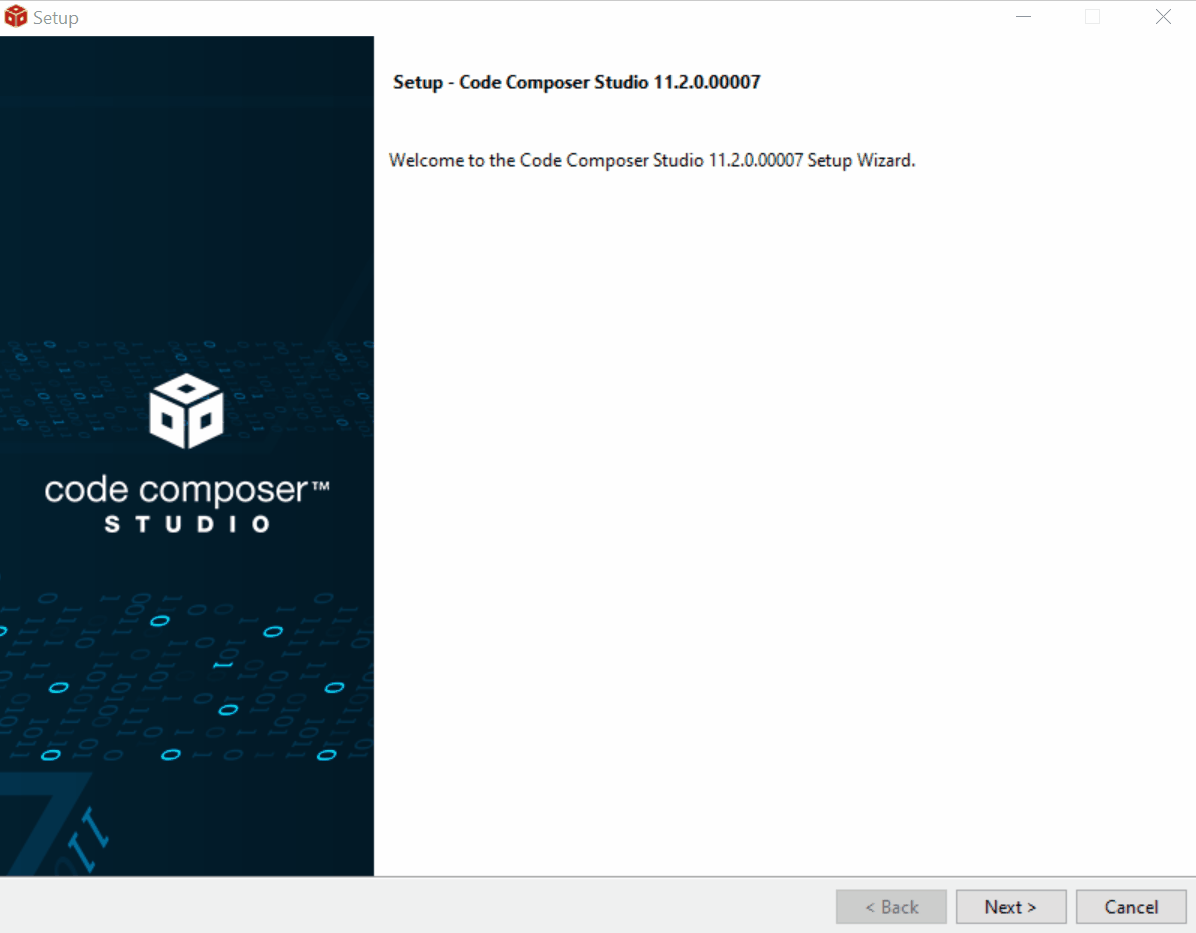 Setup
Setup - Code Composer Studio 11.2.0.00007
Welcome to the Code Composer Studio 11.2.0.00007 Setup Wizard.
code composer™
STUDIO
< Back
Next >
Cancel